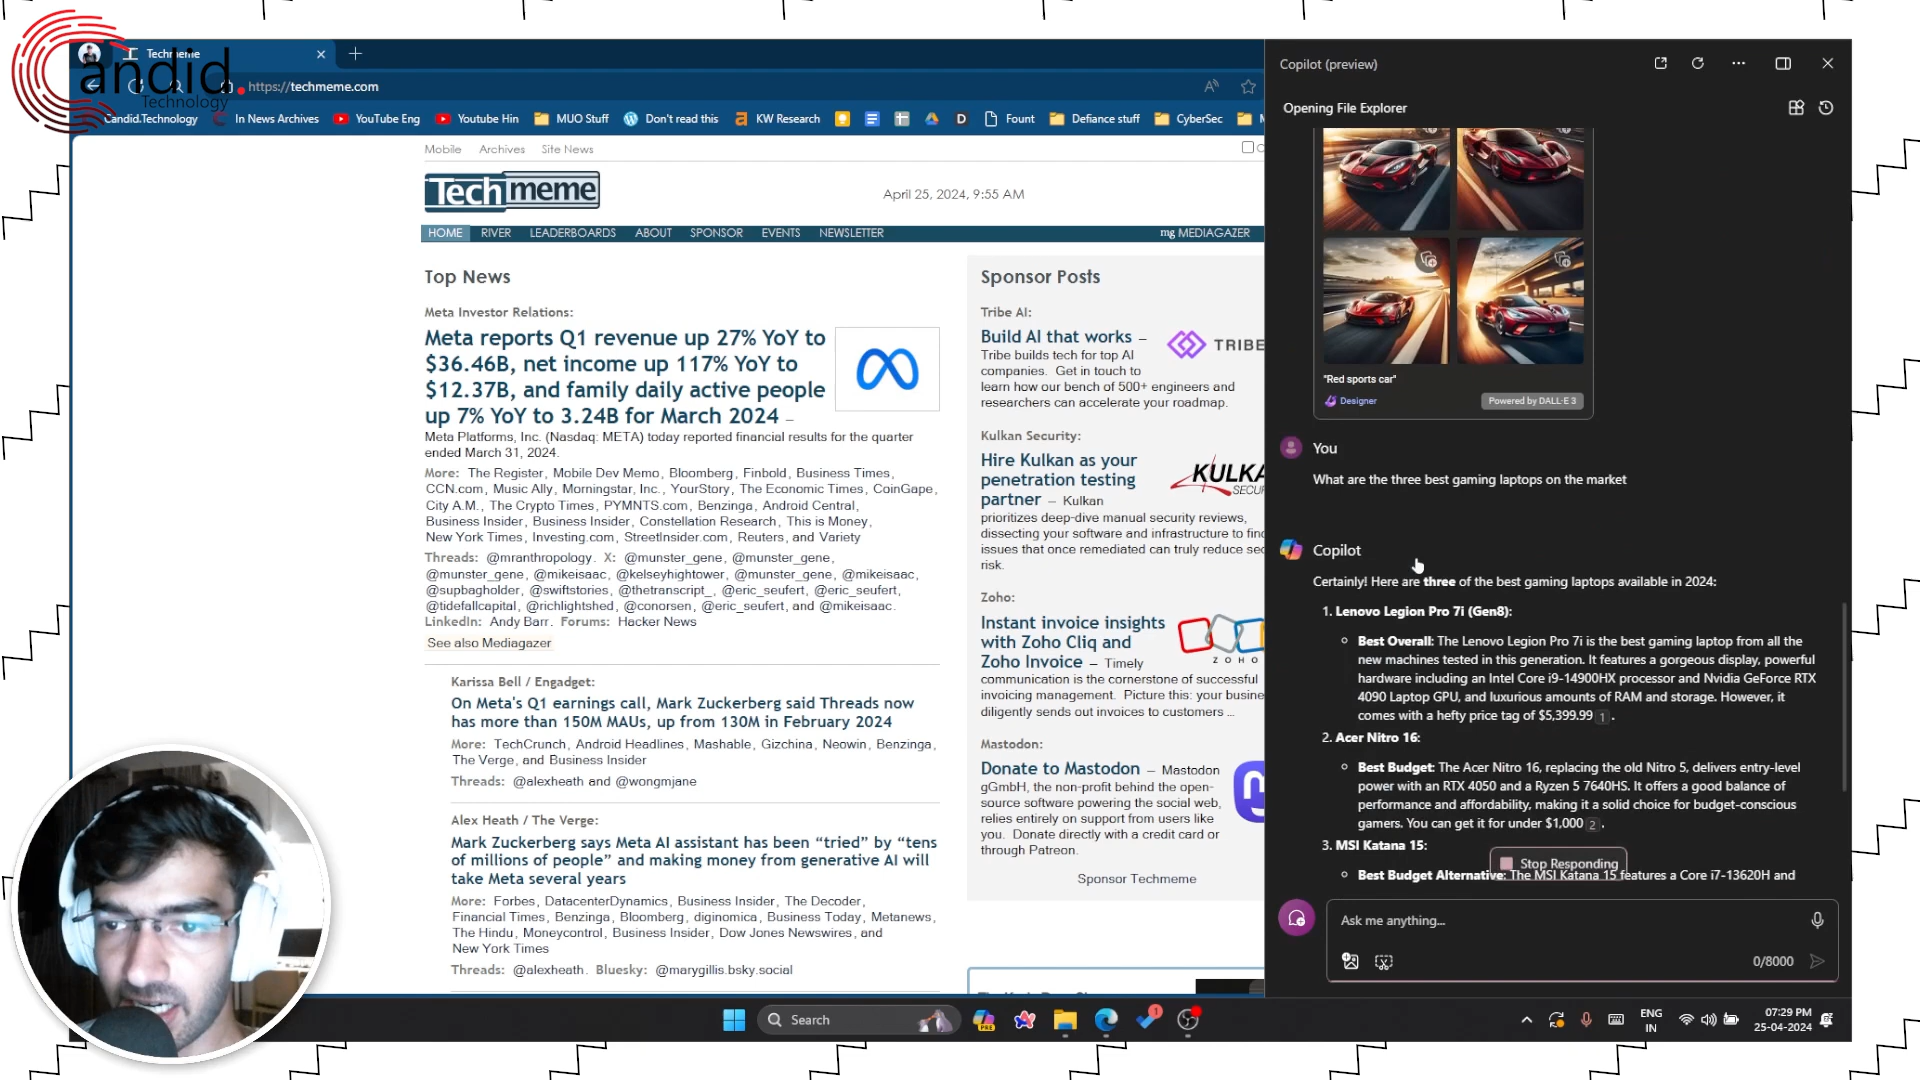 Candid.
Technology
Techmeme
https://techmeme.com
Candid.Technology
In News Archives
YouTube Eng
Youtube Hin
MUO Stuff
Don't read this
KW Research
Fount
Defiance stuff
CyberSec
Mobile Archives Site News
Techmeme
April 25, 2024, 9:55 AM
HOME RIVER LEADERBOARDS ABOUT SPONSOR EVENTS NEWSLETTER
mg MEDIAGAZER
Top News
Meta Investor Relations:
Meta reports Q1 revenue up 27% YoY to
$36.46B, net income up 117% YoY to
$12.37B, and family daily active people
up 7% YoY to 3.24B for March 2024 –
Meta Platforms, Inc. (Nasdaq: META) today reported financial results for the quarter
ended March 31, 2024.
More: The Register, Mobile Dev Memo, Bloomberg, Finbold, Business Times,
CCN.com, Music Ally, Morningstar, Inc., YourStory, The Economic Times, CoinGape,
City A.M., The Crypto Times, PYMNTS.com, Benzinga, Android Central,
Business Insider, Business Insider, Constellation Research, This is Money,
New York Times, Investing.com, StreetInsider.com, Reuters, and Variety
Threads: @mranthropology. X: @munster_gene, @munster_gene,
@munster_gene, @mikeisaac, @kelseyhightower, @munster_gene, @mikeisaac,
@supbagholder, @swiftstories, @thetranscript_, @eric_seufert, @eric_seufert,
@tidefallcapital, @richlightshed, @conorsen, @eric_seufert, and @mikeisaac.
LinkedIn: Andy Barr. Forums: Hacker News
See also Mediagazer
Karissa Bell / Engadget:
On Meta's Q1 earnings call, Mark Zuckerberg said Threads now
has more than 150M MAUs, up from 130M in February 2024
More: TechCrunch, Android Headlines, Mashable, Gizchina, Neowin, Benzinga,
The Verge, and Business Insider
Threads: @alexheath and @wongmjane
Alex Heath / The Verge:
Mark Zuckerberg says Meta AI assistant has been “tried” by “tens
of millions of people” and making money from generative AI will
take Meta several years
More: Forbes, DatacenterDynamics, Business Insider, The Decoder,
Financial Times, Benzinga, Bloomberg, diginomica, Business Today, Metanews,
The Hindu, Moneycontrol, Business Insider, Dow Jones Newswires, and
New York Times
Threads: @alexheath. Bluesky: @marygillis.bsky.social
Sponsor Posts
Tribe AI:
Build AI that works –
Tribe builds tech for top AI
companies. Get in touch to
learn how our bench of 500+ engineers and
researchers can accelerate your roadmap.
TRIBE
Kulkan Security:
Hire Kulkan as your
penetration testing
partner – Kulkan
prioritizes deep-dive manual security reviews,
dissecting your software and infrastructure to find
issues that once remediated can truly reduce sec
risk.
KULKA
SECUR
Zoho:
Instant invoice insights
with Zoho Cliq and
Zoho Invoice – Timely
communication is the cornerstone of successful
invoicing management. Picture this: your busine
diligently sends out invoices to customers ...
ZOHO
Mastodon:
Donate to Mastodon – Mastodon
gGmbH, the non-profit behind the open-
source software powering the social web,
relies entirely on support from users like
you. Donate directly with a credit card or
through Patreon.
Sponsor Techmeme
Copilot (preview)
Opening File Explorer
"Red sports car"
Designer
Powered by DALL·E 3
You
What are the three best gaming laptops on the market
Copilot
Certainly! Here are three of the best gaming laptops available in 2024:
1. Lenovo Legion Pro 7i (Gen8):
Best Overall: The Lenovo Legion Pro 7i is the best gaming laptop from all the
new machines tested in this generation. It features a gorgeous display, powerful
hardware including an Intel Core i9-14900HX processor and Nvidia GeForce RTX
4090 Laptop GPU, and luxurious amounts of RAM and storage. However, it
comes with a hefty price tag of $5,399.99 1 .
2. Acer Nitro 16:
Best Budget: The Acer Nitro 16, replacing the old Nitro 5, delivers entry-level
power with an RTX 4050 and a Ryzen 5 7640HS. It offers a good balance of
performance and affordability, making it a solid choice for budget-conscious
gamers. You can get it for under $1,000 2 .
3. MSI Katana 15:
Stop Responding
Best Budget Alternative: The MSI Katana 15 features a Core i7-13620H and
Ask me anything...
0/8000
Search
PRE
1
ENG
IN
07:29 PM
25-04-2024